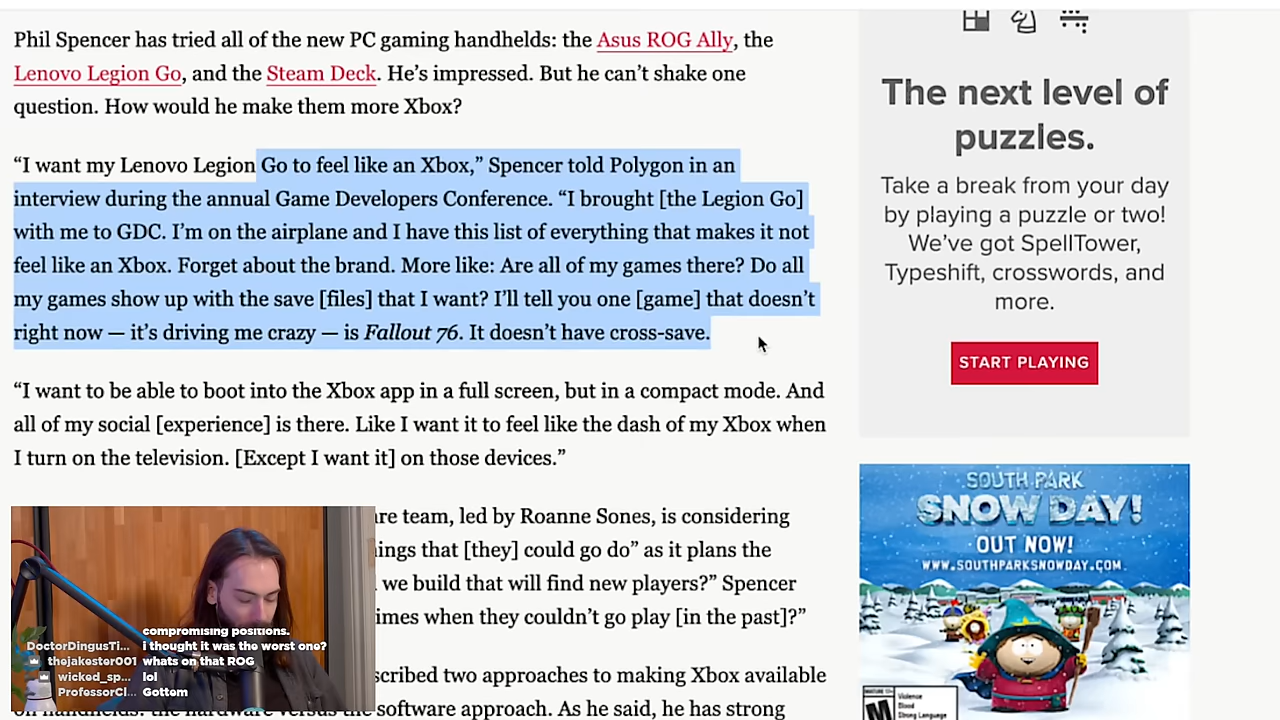 Phil Spencer has tried all of the new PC gaming handhelds: the Asus ROG Ally, the
Lenovo Legion Go, and the Steam Deck. He’s impressed. But he can’t shake one
question. How would he make them more Xbox?
“I want my Lenovo Legion Go to feel like an Xbox,” Spencer told Polygon in an
interview during the annual Game Developers Conference. “I brought [the Legion Go]
with me to GDC. I’m on the airplane and I have this list of everything that makes it not
feel like an Xbox. Forget about the brand. More like: Are all of my games there? Do all
my games show up with the save [files] that I want? I’ll tell you one [game] that doesn’t
right now — it’s driving me crazy — is Fallout 76. It doesn’t have cross-save.
“I want to be able to boot into the Xbox app in a full screen, but in a compact mode. And
all of my social [experience] is there. Like I want it to feel like the dash of my Xbox when
I turn on the television. [Except I want it] on those devices.”
re team, led by Roanne Sones, is considering
ings that [they] could go do” as it plans the
we build that will find new players?” Spencer
imes when they couldn’t go play [in the past]?”
scribed two approaches to making Xbox available
software approach. As he said, he has strong
compromising positions.
DoctorDingusTi... i thought it was the worst one?
thejakester001 whats on that ROG
wicked_sp... lol
ProfessorCl... Gottem
The next level of
puzzles.
Take a break from your day
by playing a puzzle or two!
We’ve got SpellTower,
Typeshift, crosswords, and
more.
START PLAYING
SOUTH PARK
SNOW DAY!
OUT NOW!
WWW.SOUTHPARKSNOWDAY.COM
M
Violence
Blood
Strong Language